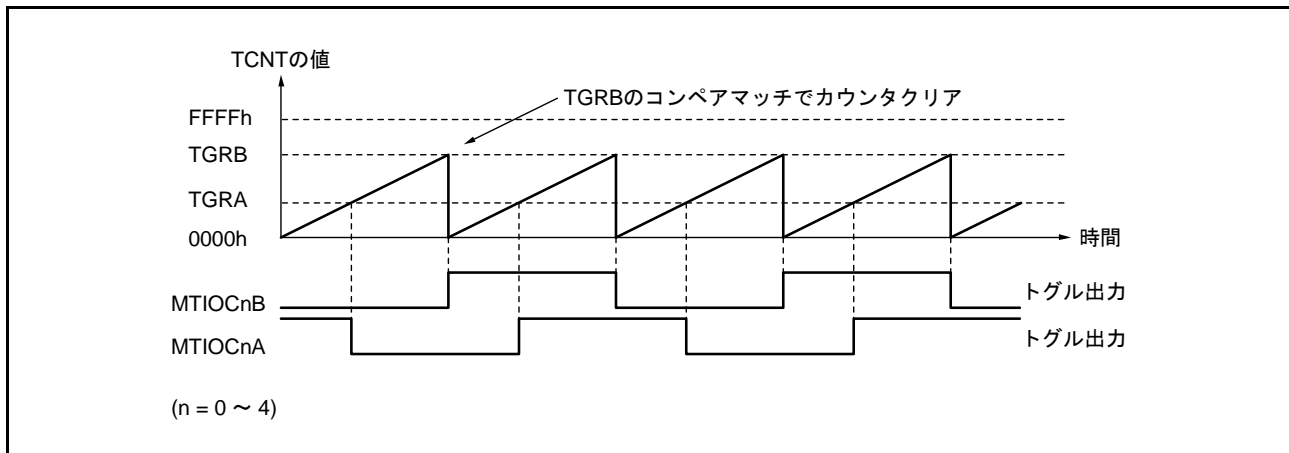 TCNTの値
TGRBのコンペアマッチでカウンタクリア
FFFFh
TGRB
TGRA
0000h
時間
MTIOCnB
トグル出力
MTIOCnA
トグル出力
(n = 0 ～ 4)